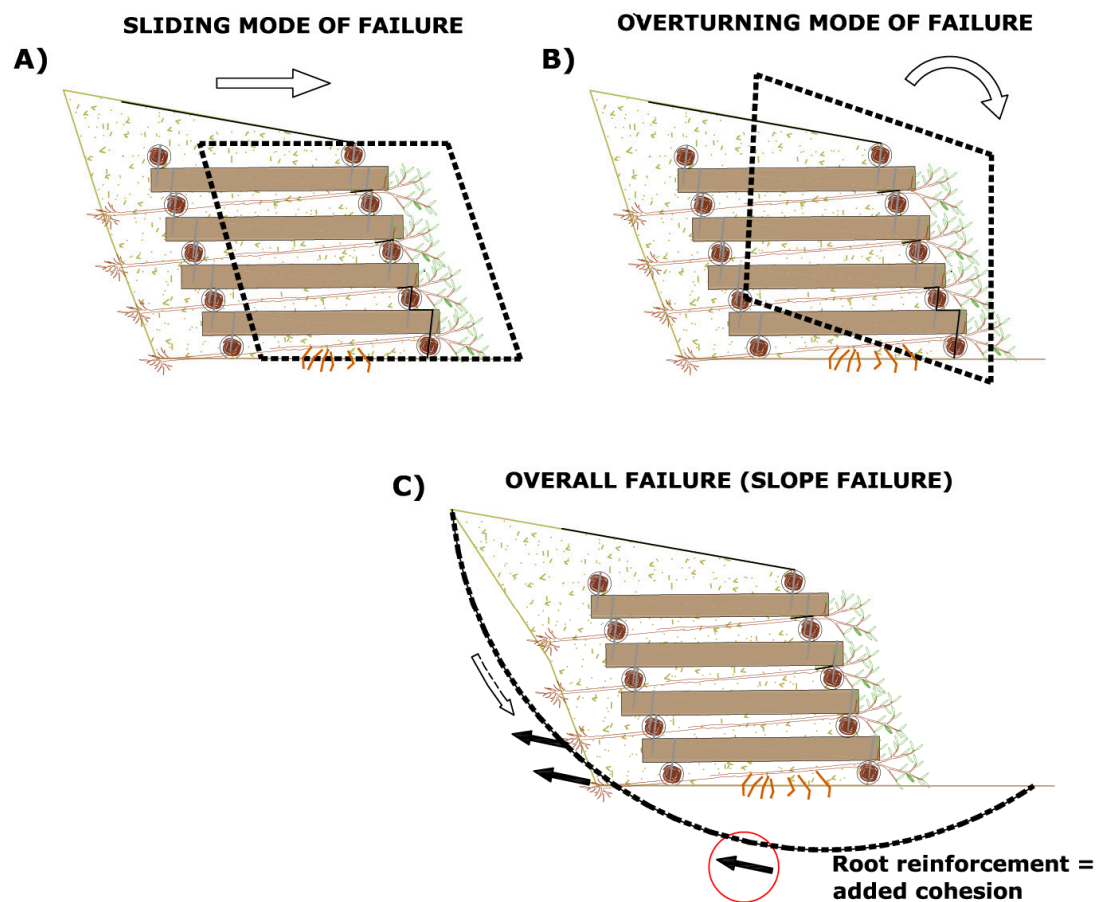 SLIDING MODE OF FAILURE
A)
OVERTURNING MODE OF FAILURE
B)
OVERALL FAILURE (SLOPE FAILURE)
C)
Root reinforcement =
added cohesion